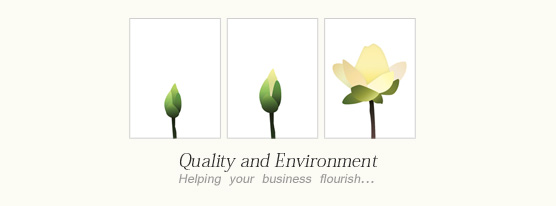 Quality and Environment
Helping your business flourish...